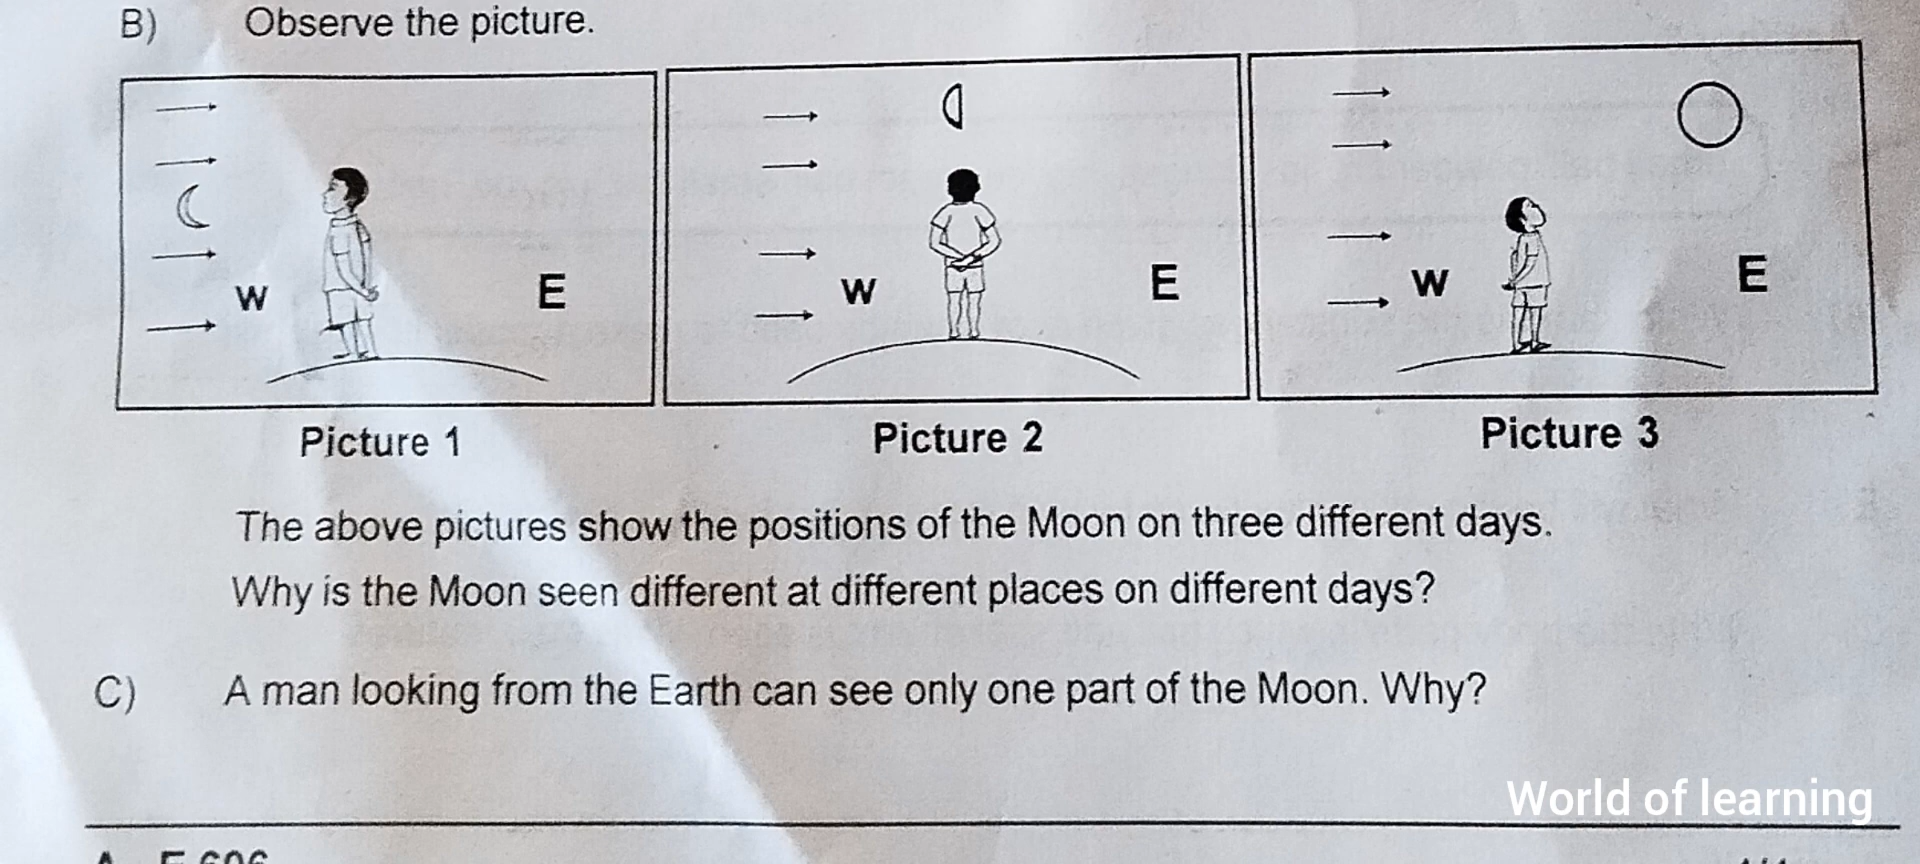 B) Observe the picture.
W E
W E
W E
Picture 1 Picture 2 Picture 3
The above pictures show the positions of the Moon on three different days.
Why is the Moon seen different at different places on different days?
C) A man looking from the Earth can see only one part of the Moon. Why?
World of learning